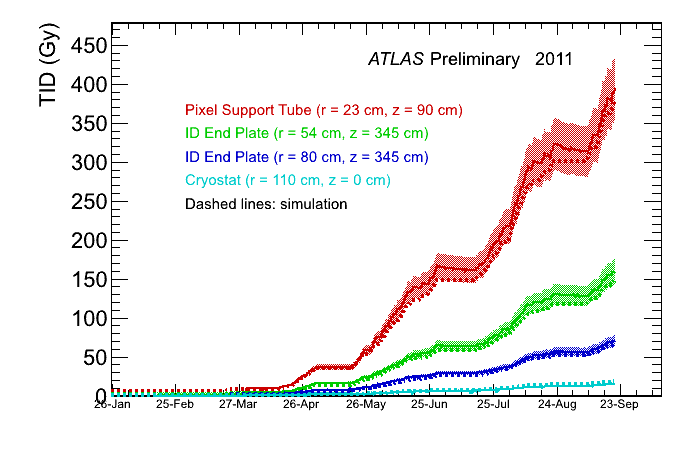 TID (Gy)
ATLAS Preliminary 2011
Pixel Support Tube (r = 23 cm, z = 90 cm)
ID End Plate (r = 54 cm, z = 345 cm)
ID End Plate (r = 80 cm, z = 345 cm)
Cryostat (r = 110 cm, z = 0 cm)
Dashed lines: simulation
450
400
350
300
250
200
150
100
50
0
26-Jan 25-Feb 27-Mar 26-Apr 26-May 25-Jun 25-Jul 24-Aug 23-Sep